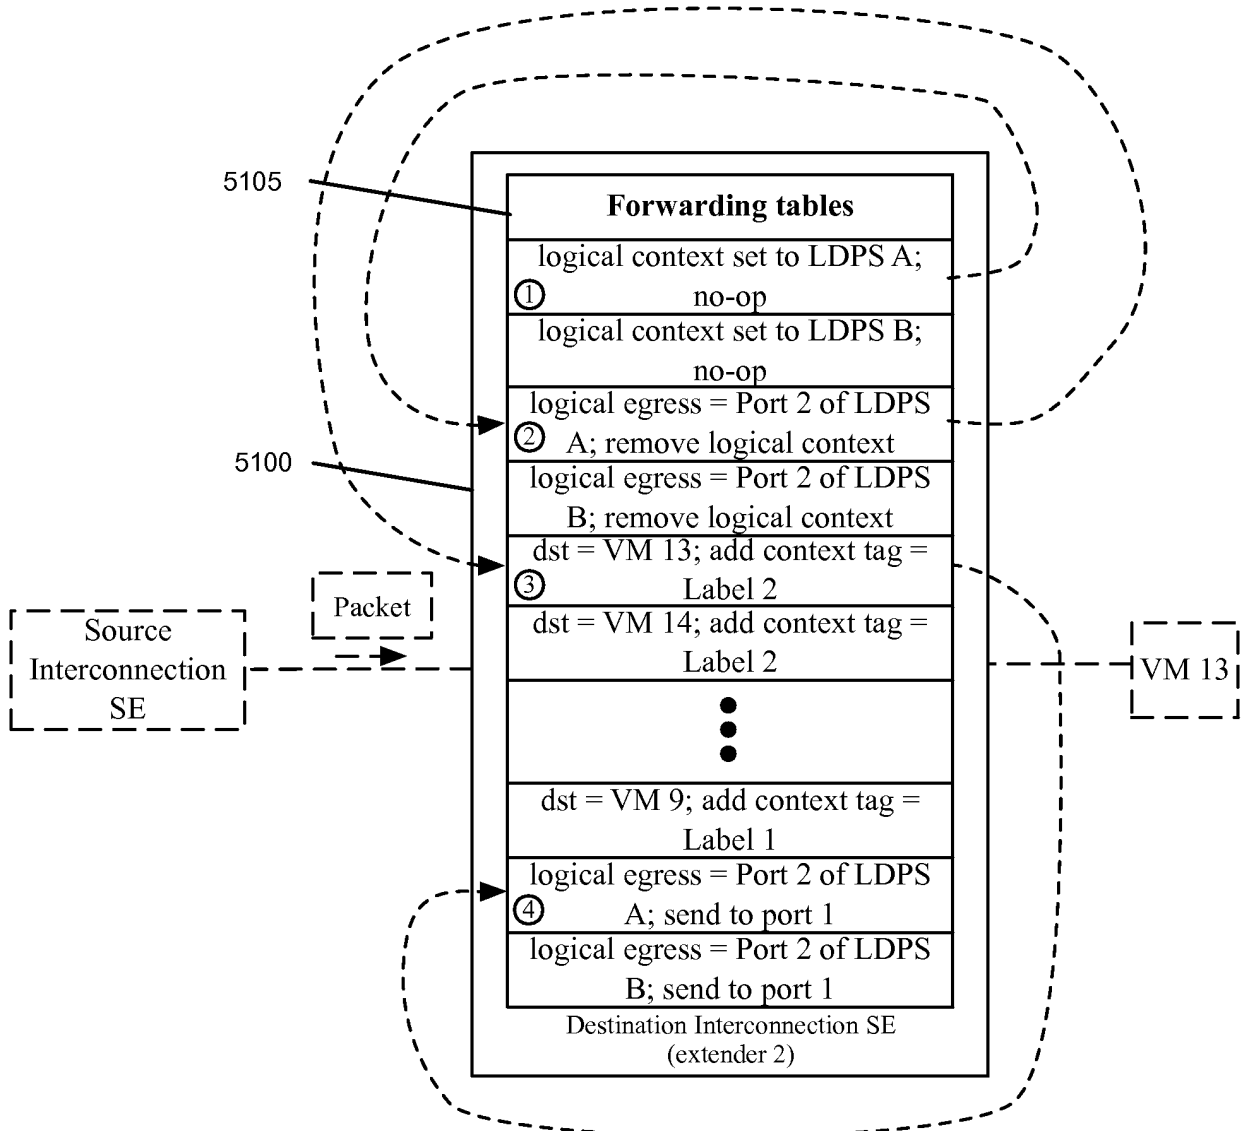 5105
Forwarding tables
logical context set to LDPS A;
① no-op
logical context set to LDPS B;
no-op
logical egress = Port 2 of LDPS
② A; remove logical context
5100
logical egress = Port 2 of LDPS
B; remove logical context
dst = VM 13; add context tag =
③ Label 2
Packet
dst = VM 14; add context tag =
Label 2
Source
Interconnection
SE
VM 13
dst = VM 9; add context tag =
Label 1
logical egress = Port 2 of LDPS
④ A; send to port 1
logical egress = Port 2 of LDPS
B; send to port 1
Destination Interconnection SE
(extender 2)